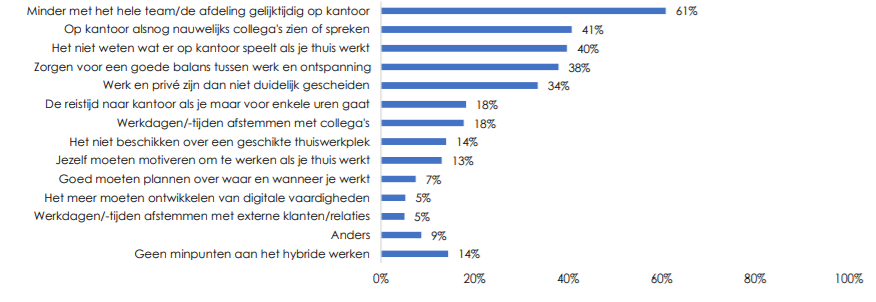 Minder met het hele team/de afdeling gelijktijdig op kantoor 61%
Op kantoor alsnog nauwelijks collega's zien of spreken 41%
Het niet weten wat er op kantoor speelt als je thuis werkt 40%
Zorgen voor een goede balans tussen werk en ontspanning 38%
Werk en privé zijn dan niet duidelijk gescheiden 34%
De reistijd naar kantoor als je maar voor enkele uren gaat 18%
Werkdagen/-tijden afstemmen met collega's 18%
Het niet beschikken over een geschikte thuiswerkplek 14%
Jezelf moeten motiveren om te werken als je thuis werkt 13%
Goed moeten plannen over waar en wanneer je werkt 7%
Het meer moeten ontwikkelen van digitale vaardigheden 5%
Werkdagen/-tijden afstemmen met externe klanten/relaties 5%
Anders 9%
Geen minpunten aan het hybride werken 14%
0% 20% 40% 60% 80% 100%